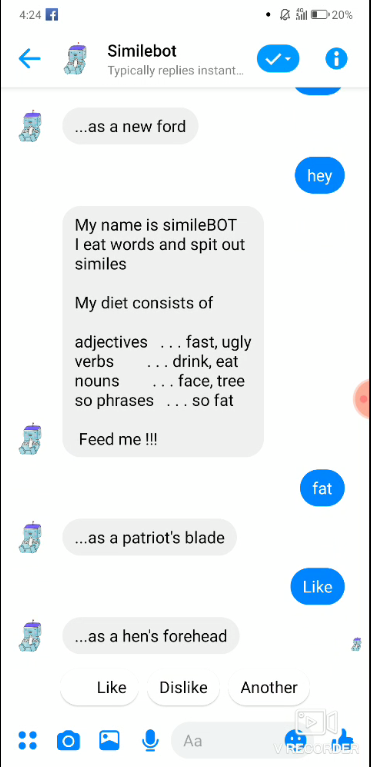 4:24 20%
Similebot
Typically replies instant...
...as a new ford
hey
My name is simileBOT
I eat words and spit out
similes
My diet consists of
adjectives . . . fast, ugly
verbs . . . drink, eat
nouns . . . face, tree
so phrases . . . so fat
Feed me !!!
fat
...as a patriot's blade
Like
...as a hen's forehead
Like Dislike Another
Aa
V RECORDER